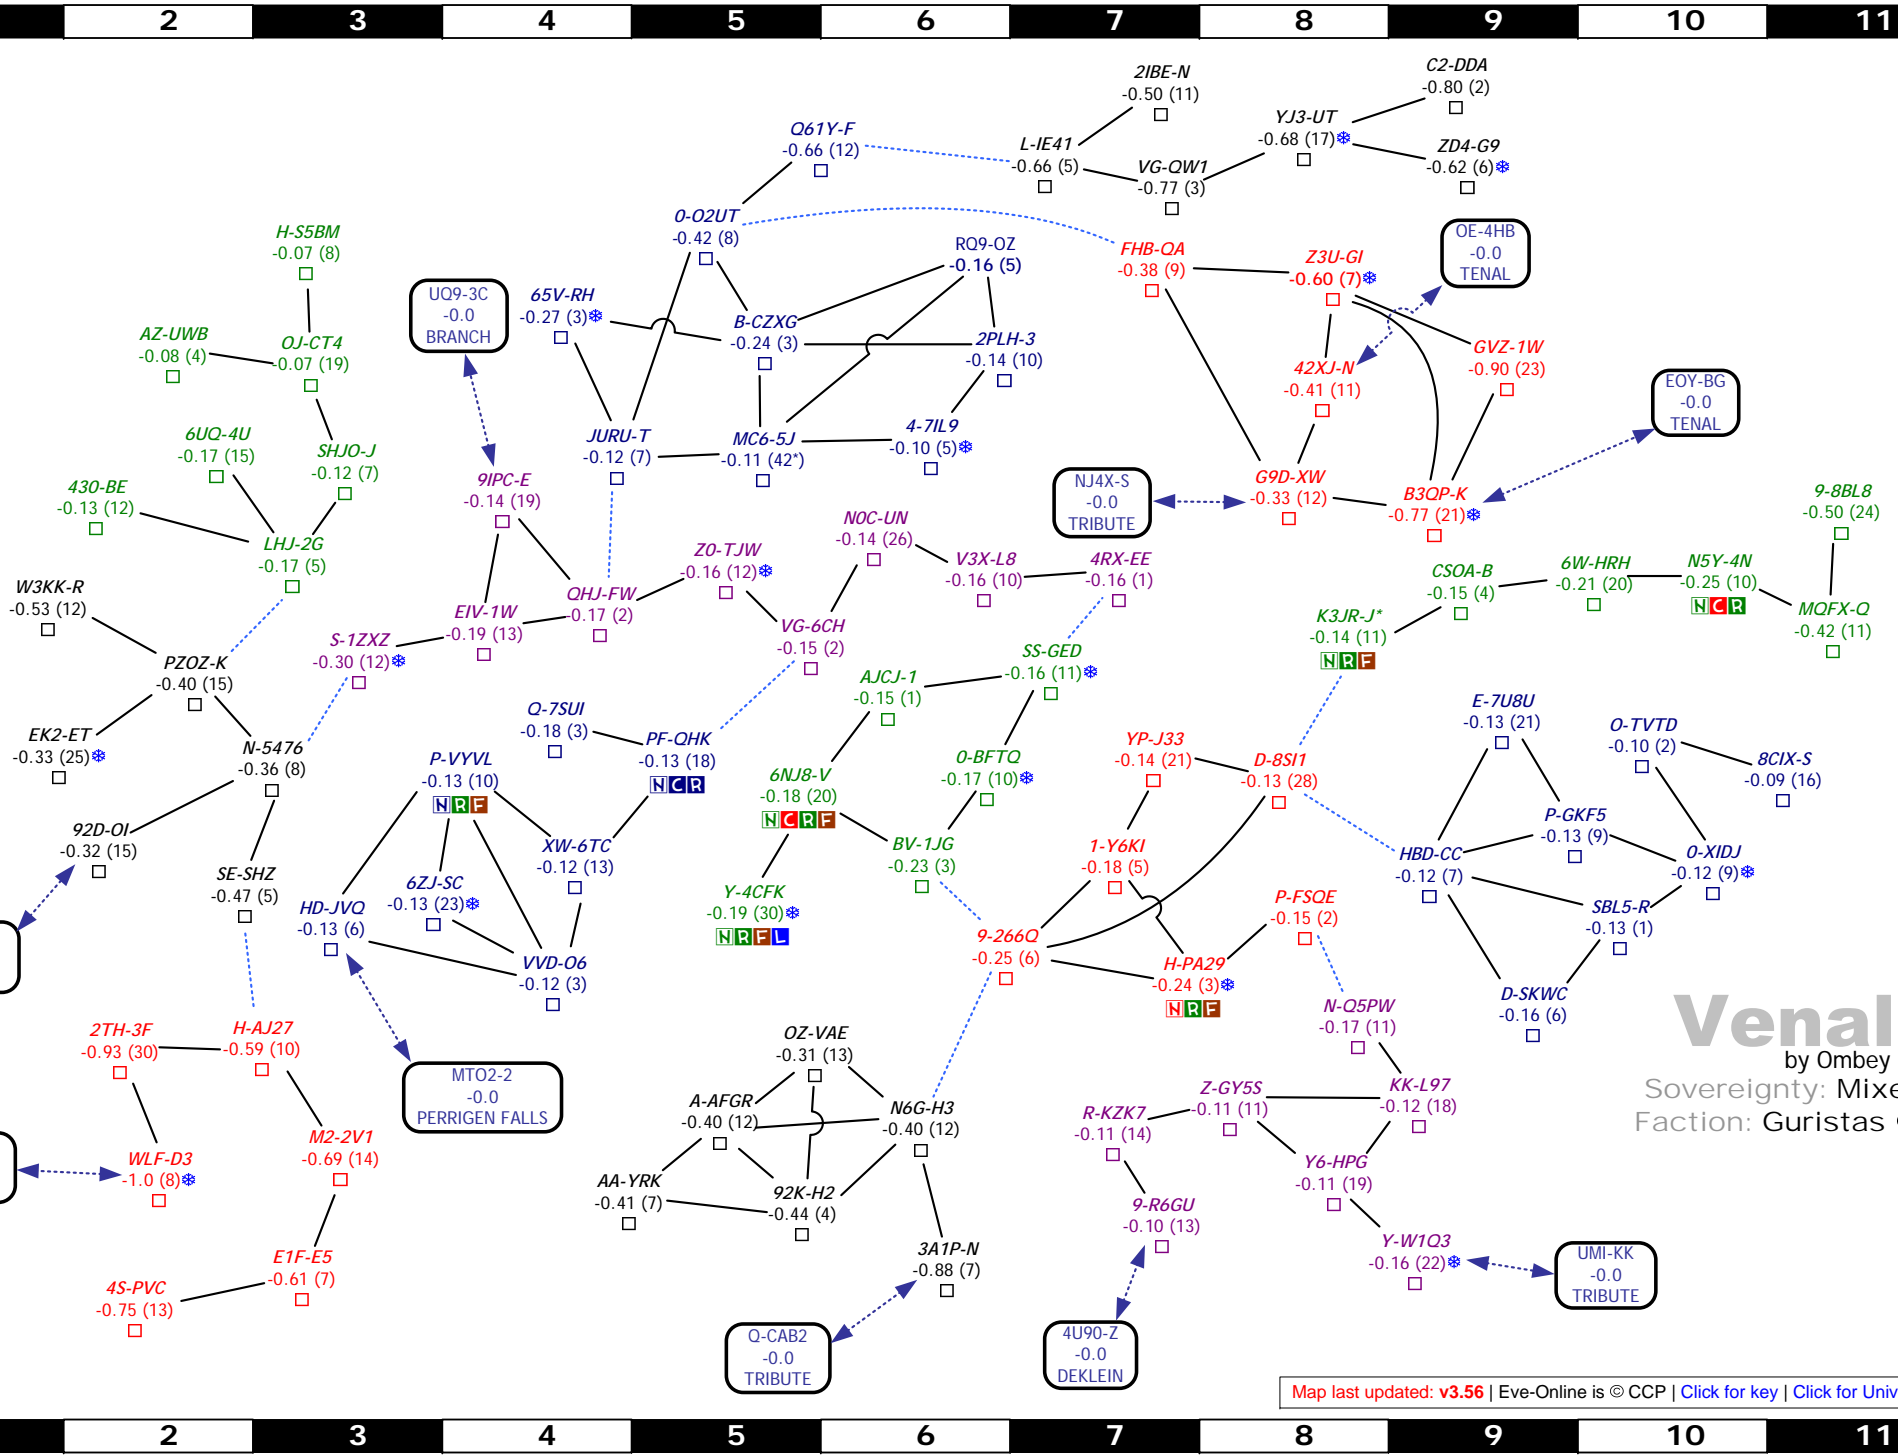 2 3 4 5 6 7 8 9 10 11
2IBE-N
-0.50 (11)
C2-DDA
-0.80 (2)
YJ3-UT
-0.68 (17)
ZD4-G9
-0.62 (6)
Q61Y-F
-0.66 (12)
L-IE41
-0.66 (5)
VG-QW1
-0.77 (3)
0-O2UT
-0.42 (8)
H-S5BM
-0.07 (8)
RQ9-OZ
-0.16 (5)
FHB-QA
-0.38 (9)
Z3U-GI
-0.60 (7)
OE-4HB
-0.0
TENAL
UQ9-3C
-0.0
BRANCH
65V-RH
-0.27 (3)
B-CZXG
-0.24 (3)
2PLH-3
-0.14 (10)
AZ-UWB
-0.08 (4)
OJ-CT4
-0.07 (19)
GVZ-1W
-0.90 (23)
42XJ-N
-0.41 (11)
EOY-BG
-0.0
TENAL
6UQ-4U
-0.17 (15)
SHJO-J
-0.12 (7)
JURU-T
-0.12 (7)
MC6-5J
-0.11 (42*)
4-7IL9
-0.10 (5)
430-BE
-0.13 (12)
9IPC-E
-0.14 (19)
NJ4X-S
-0.0
TRIBUTE
G9D-XW
-0.33 (12)
B3QP-K
-0.77 (21)
9-8BL8
-0.50 (24)
LHJ-2G
-0.17 (5)
N0C-UN
-0.14 (26)
Z0-TJW
-0.16 (12)
V3X-L8
-0.16 (10)
4RX-EE
-0.16 (1)
CSOA-B
-0.15 (4)
6W-HRH
-0.21 (20)
N5Y-4N
-0.25 (10)
NCR
W3KK-R
-0.53 (12)
QHJ-FW
-0.17 (2)
EIV-1W
-0.19 (13)
S-1ZXZ
-0.30 (12)
VG-6CH
-0.15 (2)
K3JR-J*
-0.14 (11)
NRF
MQFX-Q
-0.42 (11)
PZOZ-K
-0.40 (15)
AJCJ-1
-0.15 (1)
SS-GED
-0.16 (11)
E-7U8U
-0.13 (21)
O-TVTD
-0.10 (2)
EK2-ET
-0.33 (25)
N-5476
-0.36 (8)
Q-7SUI
-0.18 (3)
PF-QHK
-0.13 (18)
NCR
P-VYVL
-0.13 (10)
NRF
6NJ8-V
-0.18 (20)
NCRF
0-BFTQ
-0.17 (10)
YP-J33
-0.14 (21)
D-8SI1
-0.13 (28)
8CIX-S
-0.09 (16)
92D-OI
-0.32 (15)
XW-6TC
-0.12 (13)
BV-1JG
-0.23 (3)
1-Y6KI
-0.18 (5)
P-GKF5
-0.13 (9)
HBD-CC
-0.12 (7)
0-XIDJ
-0.12 (9)
SE-SHZ
-0.47 (5)
HD-JVQ
-0.13 (6)
6ZJ-SC
-0.13 (23)
Y-4CFK
-0.19 (30)
NRFL
P-FSQE
-0.15 (2)
SBL5-R
-0.13 (1)
VVD-O6
-0.12 (3)
9-266Q
-0.25 (6)
H-PA29
-0.24 (3)
NRF
D-SKWC
-0.16 (6)
2TH-3F
-0.93 (30)
H-AJ27
-0.59 (10)
OZ-VAE
-0.31 (13)
N-Q5PW
-0.17 (11)
Venal
by Ombey
Sovereignty: Mixe
Faction: Guristas
MTO2-2
-0.0
PERRIGEN FALLS
A-AFGR
-0.40 (12)
N6G-H3
-0.40 (12)
R-KZK7
-0.11 (14)
Z-GY5S
-0.11 (11)
KK-L97
-0.12 (18)
M2-2V1
-0.69 (14)
WLF-D3
-1.0 (8)
AA-YRK
-0.41 (7)
92K-H2
-0.44 (4)
Y6-HPG
-0.11 (19)
9-R6GU
-0.10 (13)
E1F-E5
-0.61 (7)
3A1P-N
-0.88 (7)
Y-W1Q3
-0.16 (22)
UMI-KK
-0.0
TRIBUTE
4S-PVC
-0.75 (13)
Q-CAB2
-0.0
TRIBUTE
4U90-Z
-0.0
DEKLEIN
Map last updated: v3.56 | Eve-Online is © CCP | Click for key | Click for Univ
2 3 4 5 6 7 8 9 10 11